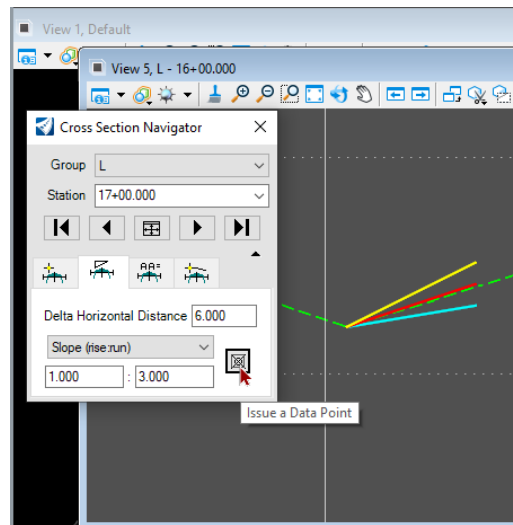 View 1, Default
View 5, L - 16+00.000
Cross Section Navigator
Group L
Station 17+00.000
AA=
Delta Horizontal Distance 6.000
Slope (rise:run)
1.000 : 3.000
Issue a Data Point